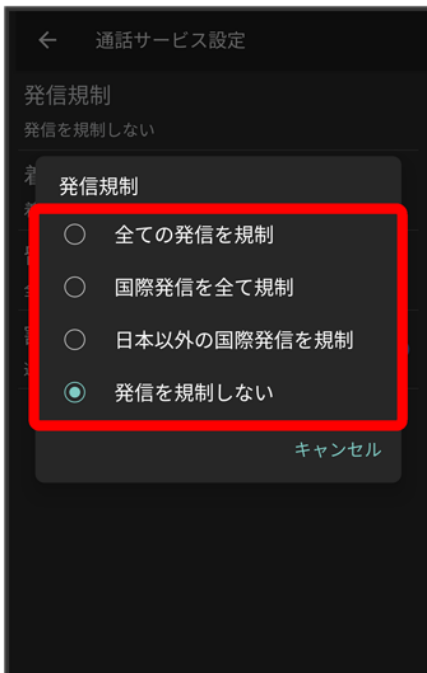 通話サービス設定
発信規制
発信を規制しない
発信規制
全ての発信を規制
国際発信を全て規制
日本以外の国際発信を規制
発信を規制しない
キャンセル